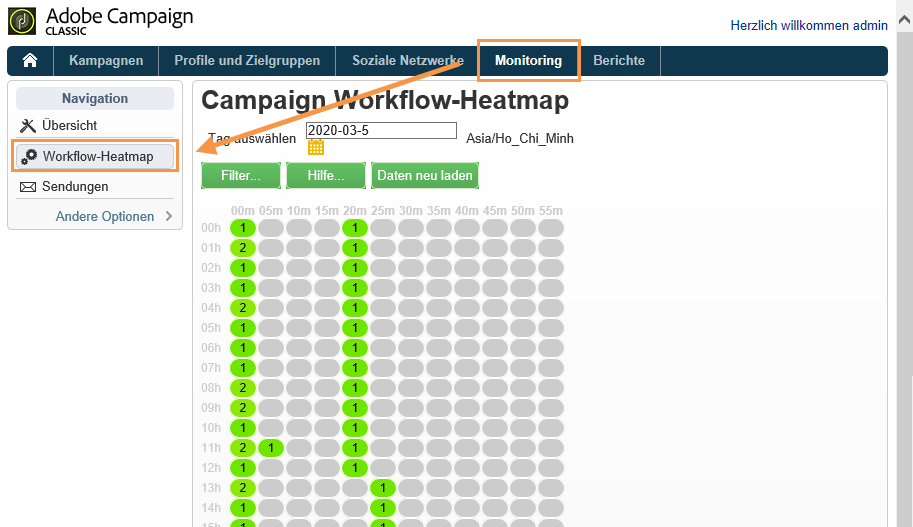 Adobe Campaign
CLASSIC
Herzlich willkommen admin
Kampagnen Profile und Zielgruppen Soziale Netzwerke Monitoring Berichte
Navigation
Übersicht
Workflow-Heatmap
Sendungen
Andere Optionen
Campaign Workflow-Heatmap
Tag auswählen 2020-03-5 Asia/Ho_Chi_Minh
Filter... Hilfe... Daten neu laden
00m 05m 10m 15m 20m 25m 30m 35m 40m 45m 50m 55m
00h 1 1
01h 2 1
02h 1 1
03h 1 1
04h 2 1
05h 1 1
06h 1 1
07h 1 1
08h 2 1
09h 2 1
10h 1 1
11h 2 1 1
12h 1 1
13h 2 1
14h 1 1
15h 1 1